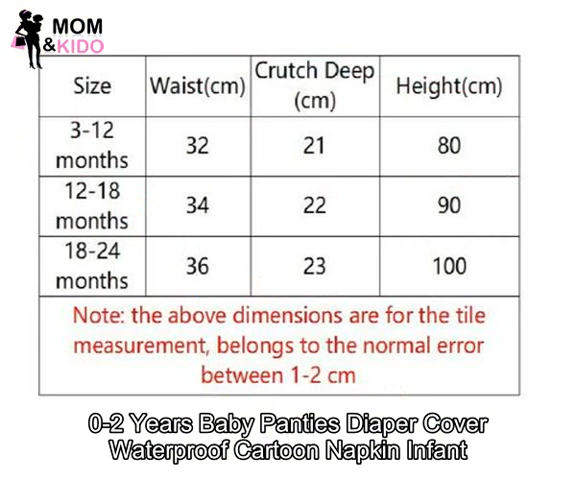 MOM
&KIDO
Size Waist(cm) Crutch Deep (cm) Height(cm)
3-12 months 32 21 80
12-18 months 34 22 90
18-24 months 36 23 100
Note: the above dimensions are for the tile
measurement, belongs to the normal error
between 1-2 cm
0-2 Years Baby Panties Diaper Cover
Waterproof Cartoon Napkin Infant